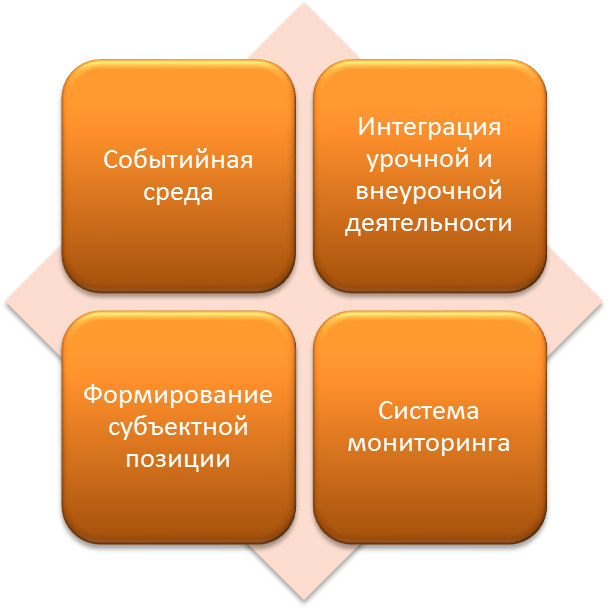 Событийная
среда
Интеграция
урочной и
внеурочной
деятельности
Формирование
субъектной
позиции
Система
мониторинга